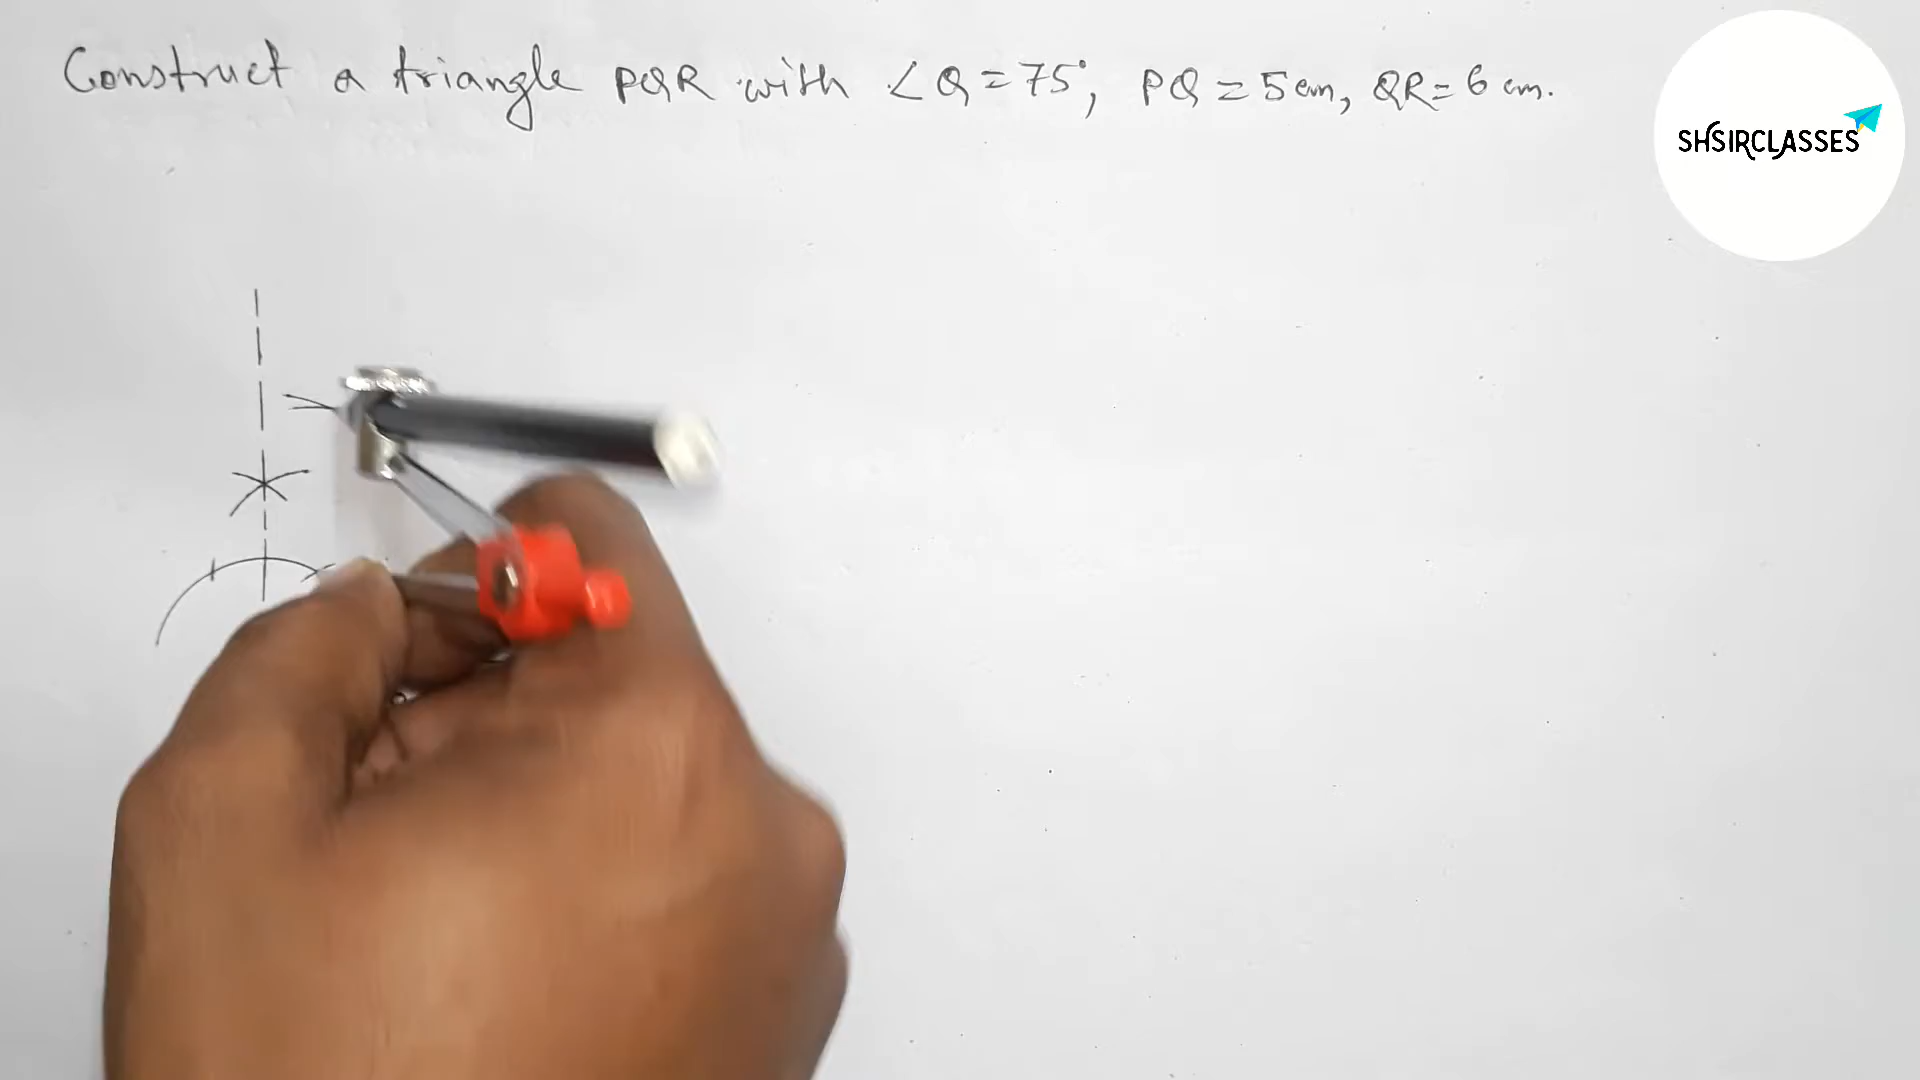 Construct a triangle PQR with ∠Q = 75°, PQ = 5 cm, QR = 6 cm.
SHSIRCLASSES